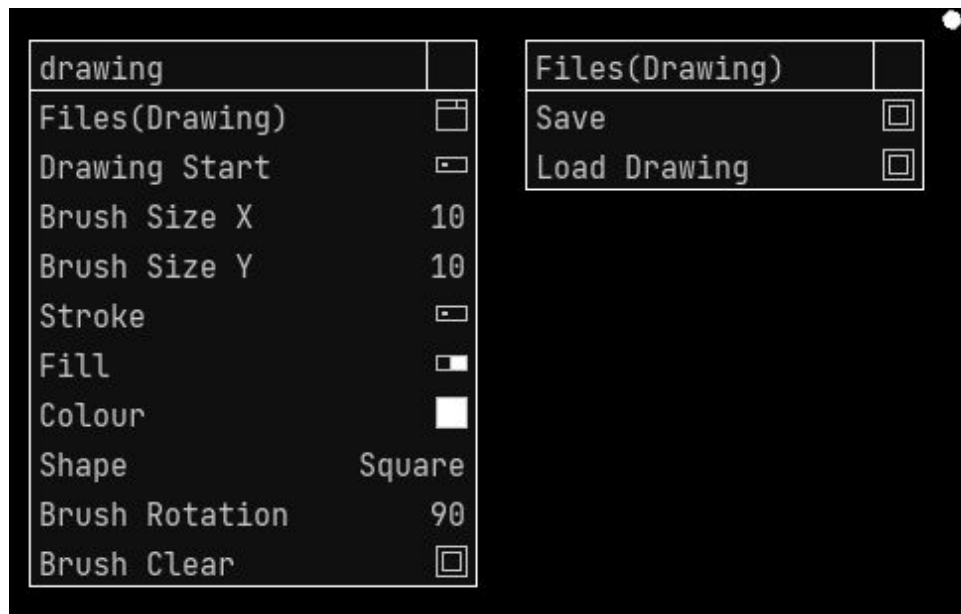 drawing
Files(Drawing)
Drawing Start
Brush Size X 10
Brush Size Y 10
Stroke
Fill
Colour
Shape Square
Brush Rotation 90
Brush Clear
Files(Drawing)
Save
Load Drawing